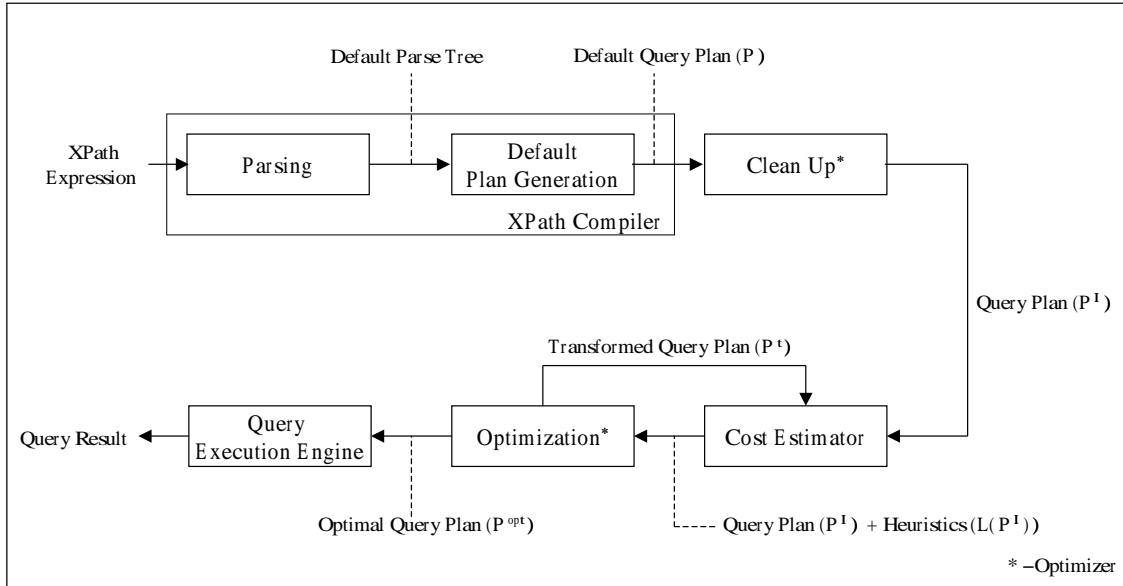 Default Parse Tree
Default Query Plan (P)
XPath
Expression
Parsing
Default
Plan Generation
Clean Up*
XPath Compiler
Query Plan (P^I)
Transformed Query Plan (P^t)
Query Result
Query
Execution Engine
Optimization*
Cost Estimator
Optimal Query Plan (P^opt)
Query Plan (P^I) + Heuristics (L(P^I))
* –Optimizer